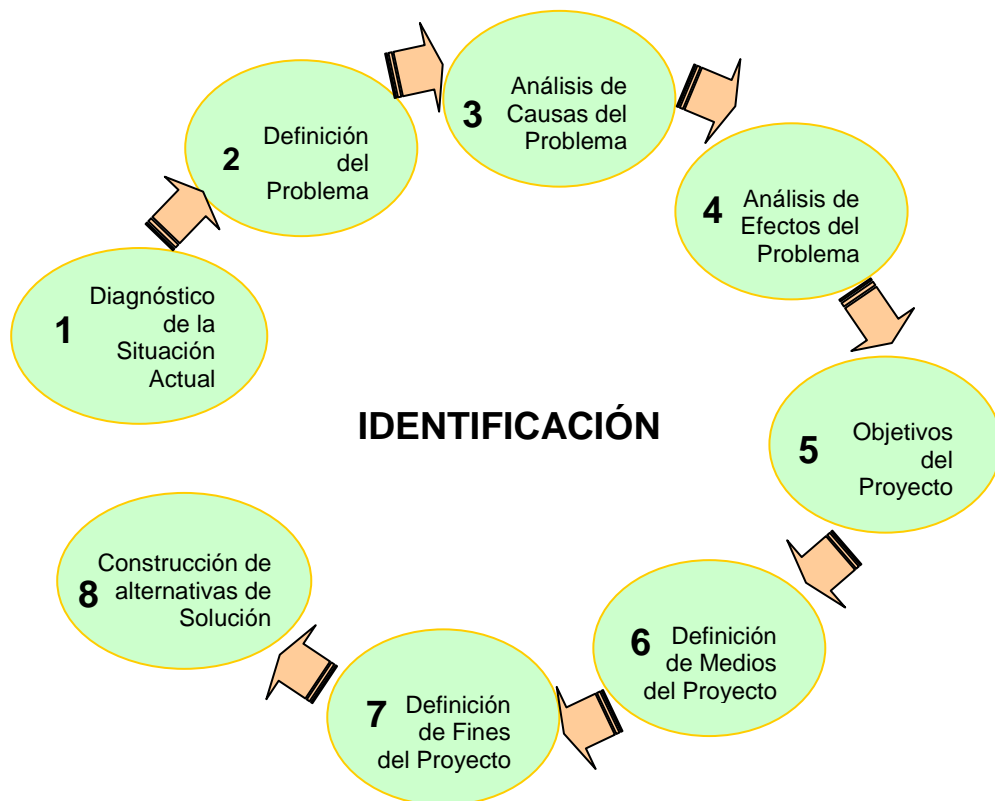 1 Diagnóstico
de la
Situación
Actual
2 Definición
del
Problema
3 Análisis de
Causas del
Problema
4 Análisis de
Efectos del
Problema
5 Objetivos
del
Proyecto
6 Definición
de Medios
del Proyecto
7 Definición
de Fines
del Proyecto
8 Construcción de
alternativas de
Solución
IDENTIFICACIÓN